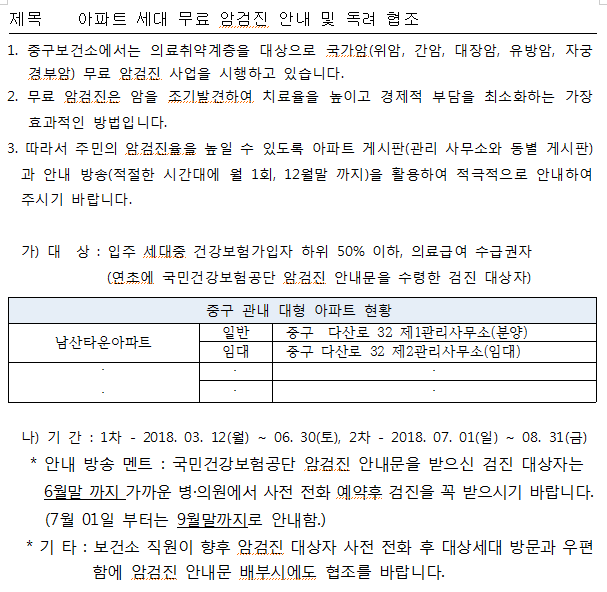 제목 아파트 세대 무료 암검진 안내 및 독려 협조
1. 중구보건소에서는 의료취약계층을 대상으로 국가암(위암, 간암, 대장암, 유방암, 자궁
경보암) 무료 암검진 사업을 시행하고 있습니다.
2. 무료 암검진은 암을 조기발견하여 치료율을 높이고 경제적 부담을 최소화하는 가장
효과적인 방법입니다.
3. 따라서 주민의 암검진율을 높일 수 있도록 아파트 게시판(관리 사무소와 동별 게시판)
과 안내 방송(적절한 시간대에 월 1회, 12월말 까지)을 활용하여 적극적으로 안내하여
주시기 바랍니다.
가) 대 상 : 입주 세대중 건강보험가입자 하위 50% 이하, 의료급여 수급권자
(연초에 국민건강보험공단 암검진 안내문을 수령한 검진 대상자)
중구 관내 대형 아파트 현황
남산타운아파트 일반 중구 다산로 32 제1관리사무소(분양)
임대 중구 다산로 32 제2관리사무소(임대)
. . .
. . .
나) 기 간 : 1차 - 2018. 03. 12(월) ~ 06. 30(토), 2차 - 2018. 07. 01(일) ~ 08. 31(금)
* 안내 방송 멘트 : 국민건강보험공단 암검진 안내문을 받으신 검진 대상자는
6월말 까지 가까운 병·의원에서 사전 전화 예약후 검진을 꼭 받으시기 바랍니다.
(7월 01일 부터는 9월말까지로 안내함.)
* 기 타 : 보건소 직원이 향후 암검진 대상자 사전 전화 후 대상세대 방문과 우편
함에 암검진 안내문 배부시에도 협조를 바랍니다.